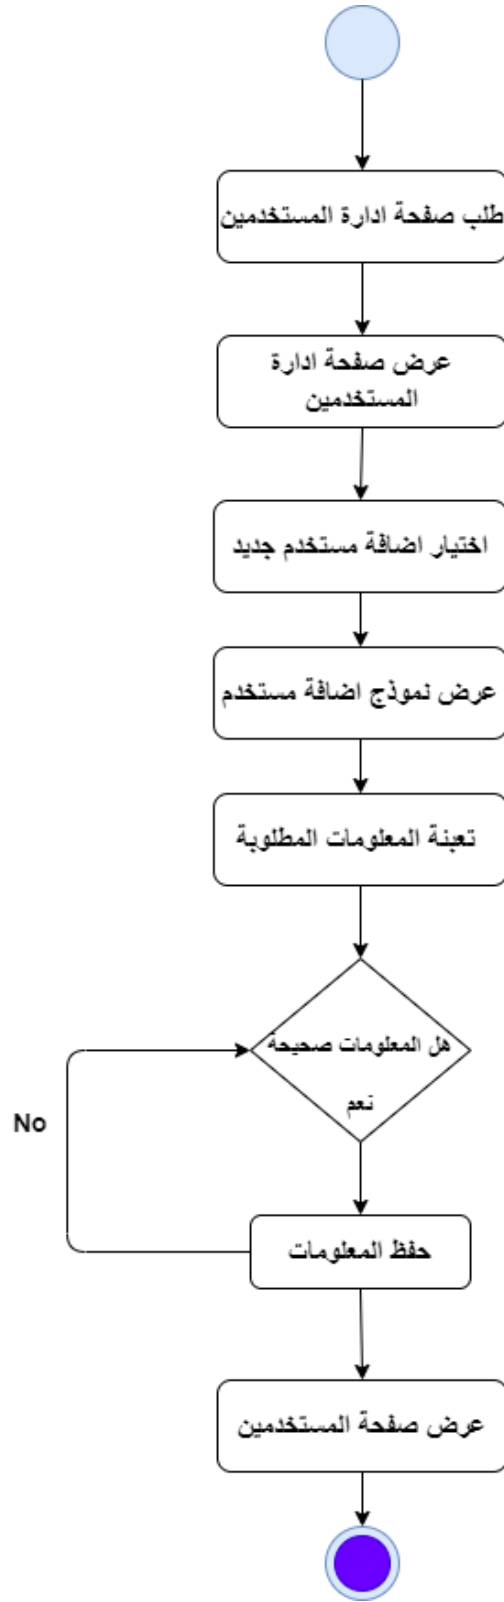 طلب صفحة ادارة المستخدمين
عرض صفحة ادارة
المستخدمين
اختيار اضافة مستخدم جديد
عرض نموذج اضافة مستخدم
تعبئة المعلومات المطلوبة
هل المعلومات صحيحة
نعم
No
حفظ المعلومات
عرض صفحة المستخدمين